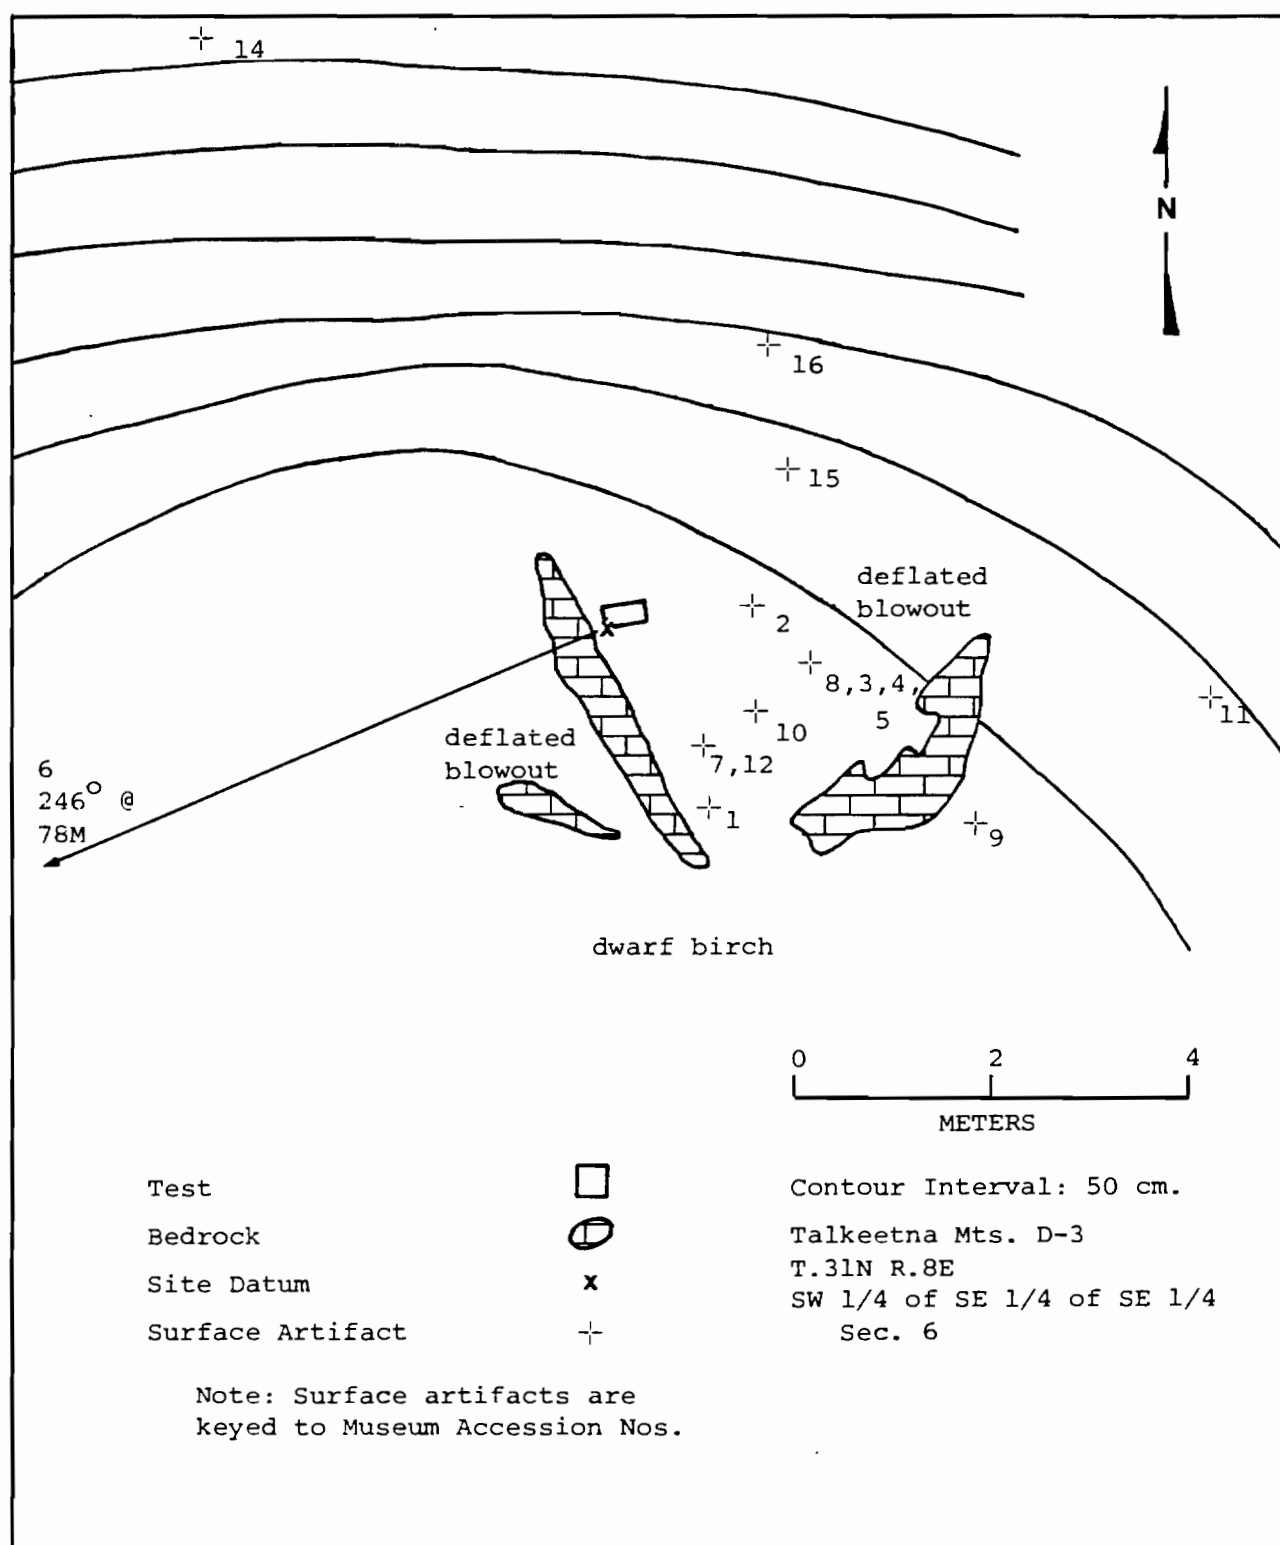 14
N
16
15
deflated
blowout
2
8,3,4,
5
11
10
deflated
blowout
7,12
6
246° @
78M
1
9
dwarf birch
0 2 4
METERS
Test
Contour Interval: 50 cm.
Bedrock
Talkeetna Mts. D-3
T.31N R.8E
Site Datum x
SW 1/4 of SE 1/4 of SE 1/4
Sec. 6
Surface Artifact
Note: Surface artifacts are
keyed to Museum Accession Nos.